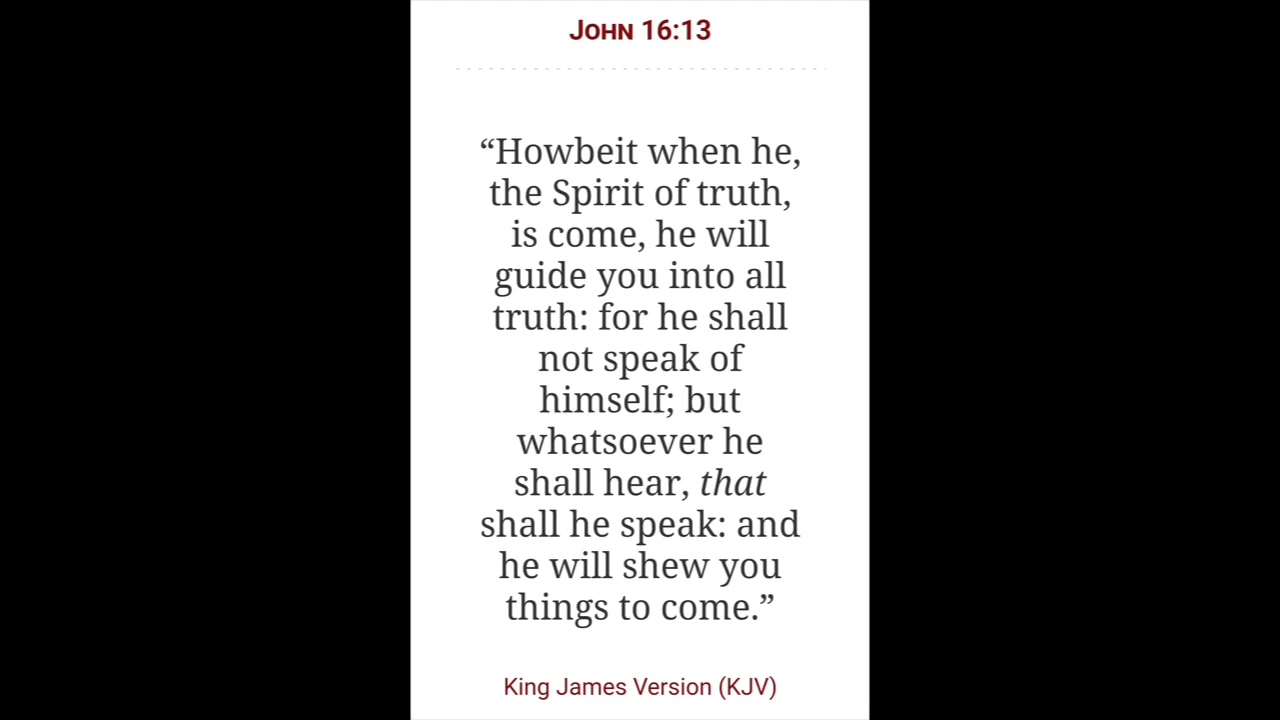 John 16:13
“Howbeit when he,
the Spirit of truth,
is come, he will
guide you into all
truth: for he shall
not speak of
himself; but
whatsoever he
shall hear, that
shall he speak: and
he will shew you
things to come.”
King James Version (KJV)